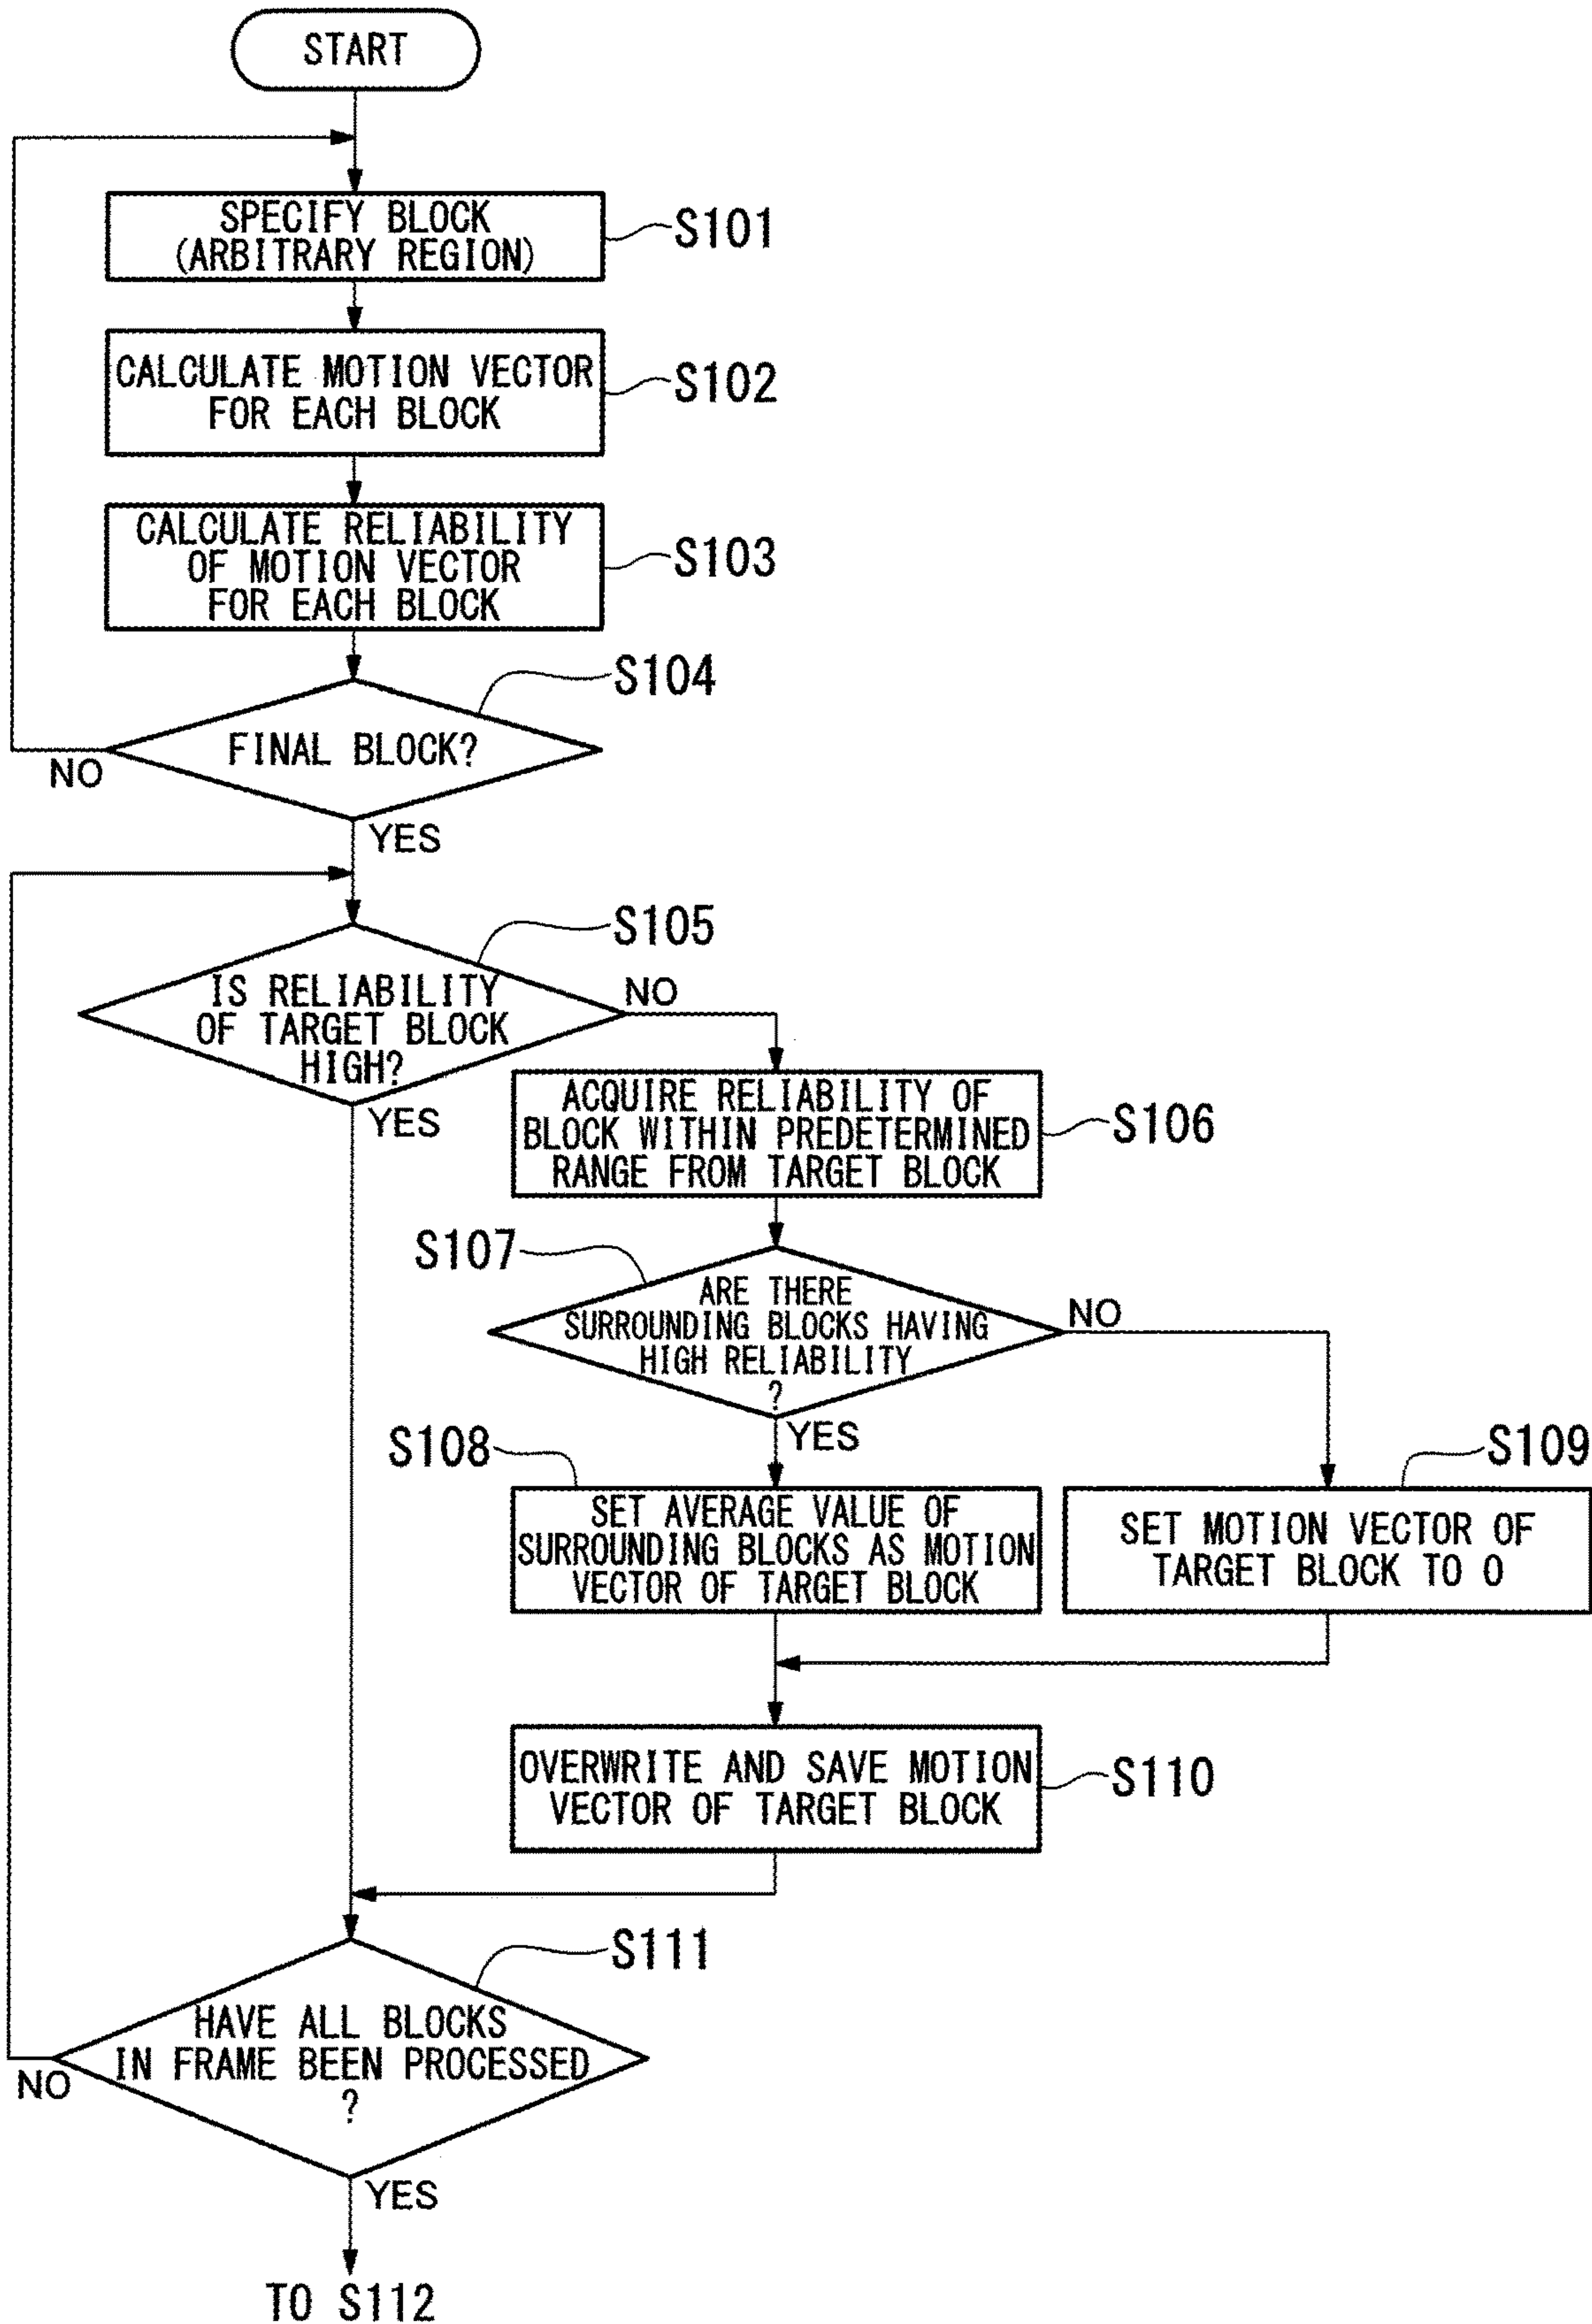 START
SPECIFY BLOCK
(ARBITRARY REGION)
S101
CALCULATE MOTION VECTOR
FOR EACH BLOCK
S102
CALCULATE RELIABILITY
OF MOTION VECTOR
FOR EACH BLOCK
S103
S104
FINAL BLOCK?
NO
YES
S105
IS RELIABILITY
OF TARGET BLOCK
HIGH?
NO
YES
ACQUIRE RELIABILITY OF
BLOCK WITHIN PREDETERMINED
RANGE FROM TARGET BLOCK
S106
S107
ARE THERE
SURROUNDING BLOCKS HAVING
HIGH RELIABILITY
?
NO
YES
S108
SET AVERAGE VALUE OF
SURROUNDING BLOCKS AS MOTION
VECTOR OF TARGET BLOCK
S109
SET MOTION VECTOR OF
TARGET BLOCK TO 0
OVERWRITE AND SAVE MOTION
VECTOR OF TARGET BLOCK
S110
S111
HAVE ALL BLOCKS
IN FRAME BEEN PROCESSED
?
NO
YES
TO S112